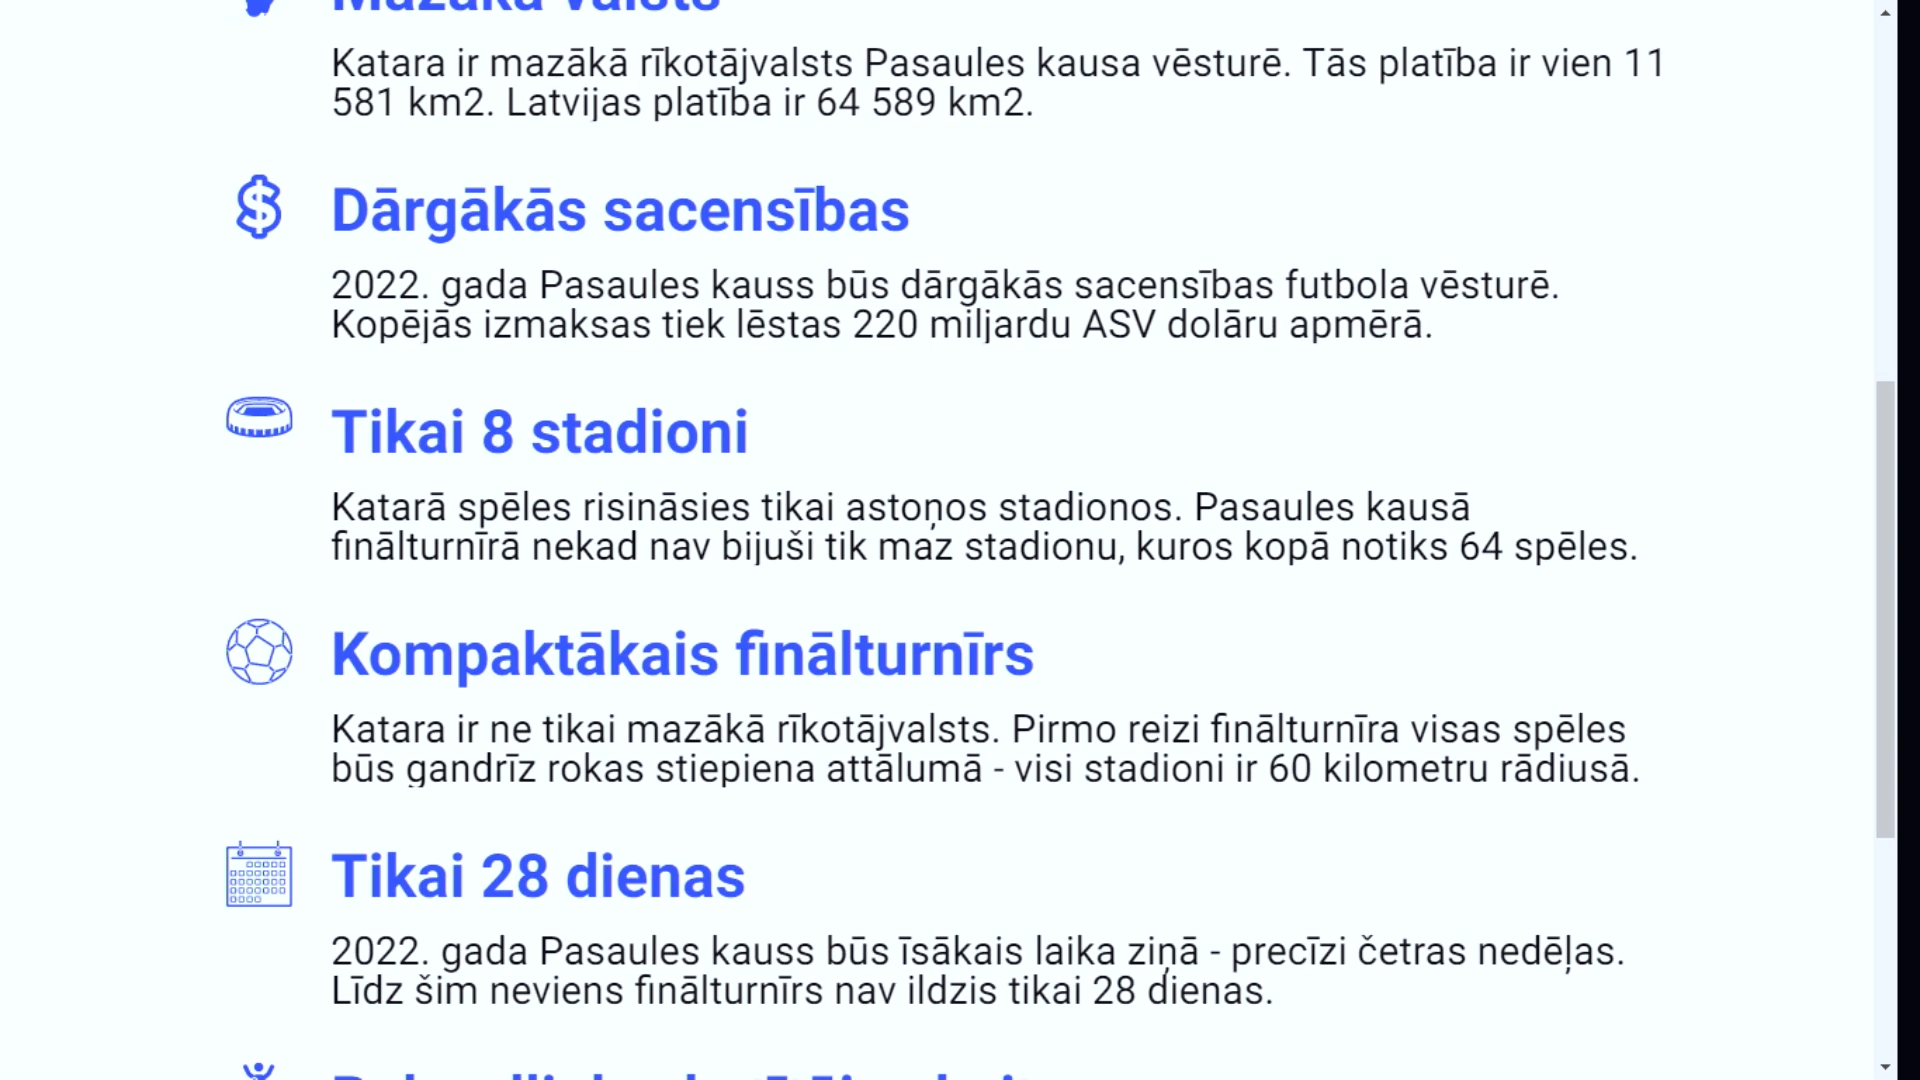 Mazākā valsts
Katara ir mazākā rīkotājvalsts Pasaules kausa vēsturē. Tās platība ir vien 11
581 km2. Latvijas platība ir 64 589 km2.
Dārgākās sacensības
2022. gada Pasaules kauss būs dārgākās sacensības futbola vēsturē.
Kopējās izmaksas tiek lēstas 220 miljardu ASV dolāru apmērā.
Tikai 8 stadioni
Katarā spēles risināsies tikai astoņos stadionos. Pasaules kausā
finālturnīrā nekad nav bijuši tik maz stadionu, kuros kopā notiks 64 spēles.
Kompaktākais finālturnīrs
Katara ir ne tikai mazākā rīkotājvalsts. Pirmo reizi finālturnīra visas spēles
būs gandrīz rokas stiepiena attālumā - visi stadioni ir 60 kilometru rādiusā.
Tikai 28 dienas
2022. gada Pasaules kauss būs īsākais laika ziņā - precīzi četras nedēļas.
Līdz šim neviens finālturnīrs nav ildzis tikai 28 dienas.